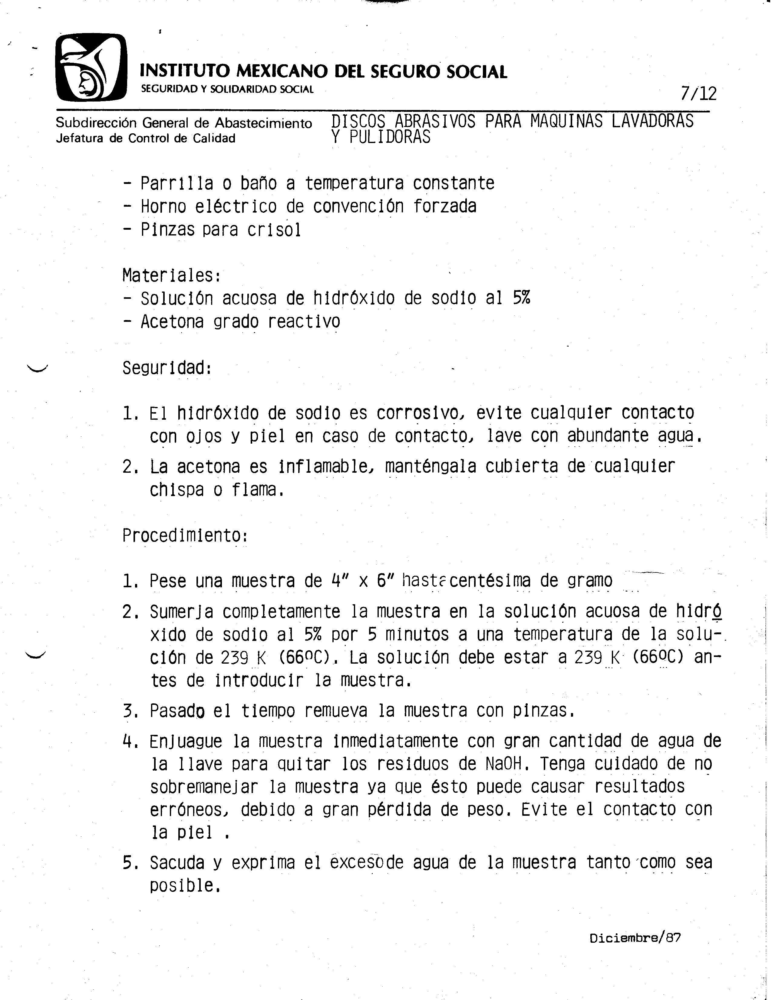 INSTITUTO MEXICANO DEL SEGURO SOCIAL
SEGURIDAD Y SOLIDARIDAD SOCIAL
7/12
Subdirección General de Abastecimiento DISCOS ABRASIVOS PARA MAQUINAS LAVADORAS
Jefatura de Control de Calidad Y PULIDORAS
- Parrilla o baño a temperatura constante
- Horno eléctrico de convención forzada
- Pinzas para crisol
Materiales:
- Solución acuosa de hidróxido de sodio al 5%
- Acetona grado reactivo
Seguridad:
1. El hidróxido de sodio es corrosivo, evite cualquier contacto
con ojos y piel en caso de contacto, lave con abundante agua.
2. La acetona es inflamable, manténgala cubierta de cualquier
chispa o flama.
Procedimiento:
1. Pese una muestra de 4" x 6" hasta centésima de gramo
2. Sumerja completamente la muestra en la solución acuosa de hidró
xido de sodio al 5% por 5 minutos a una temperatura de la solu-
ción de 239 K (66ºC). La solución debe estar a 239 K (66ºC) an-
tes de introducir la muestra.
3. Pasado el tiempo remueva la muestra con pinzas.
4. Enjuague la muestra inmediatamente con gran cantidad de agua de
la llave para quitar los residuos de NaOH. Tenga cuidado de no
sobremanejar la muestra ya que ésto puede causar resultados
erróneos, debido a gran pérdida de peso. Evite el contacto con
la piel .
5. Sacuda y exprima el exceso de agua de la muestra tanto como sea
posible.
Diciembre/87